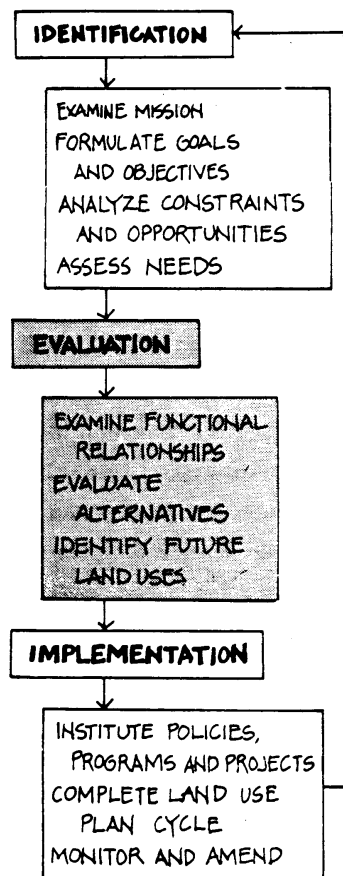 IDENTIFICATION
EXAMINE MISSION
FORMULATE GOALS
AND OBJECTIVES
ANALYZE CONSTRAINTS
AND OPPORTUNITIES
ASSESS NEEDS
EVALUATION
EXAMINE FUNCTIONAL
RELATIONSHIPS
EVALUATE
ALTERNATIVES
IDENTIFY FUTURE
LAND USES
IMPLEMENTATION
INSTITUTE POLICIES,
PROGRAMS AND PROJECTS
COMPLETE LAND USE
PLAN CYCLE
MONITOR AND AMEND